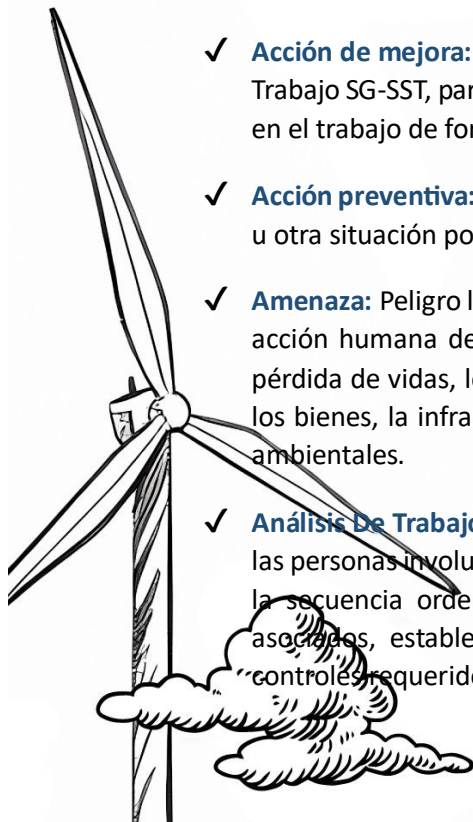 ✓ Acción de mejora:
Trabajo SG-SST, par
en el trabajo de for
✓ Acción preventiva:
u otra situación po
✓ Amenaza: Peligro l
acción humana de
pérdida de vidas, l
los bienes, la infra
ambientales.
✓ Análisis De Trabajo
las personas involu
la secuencia orde
asociados, estable
controles requerid